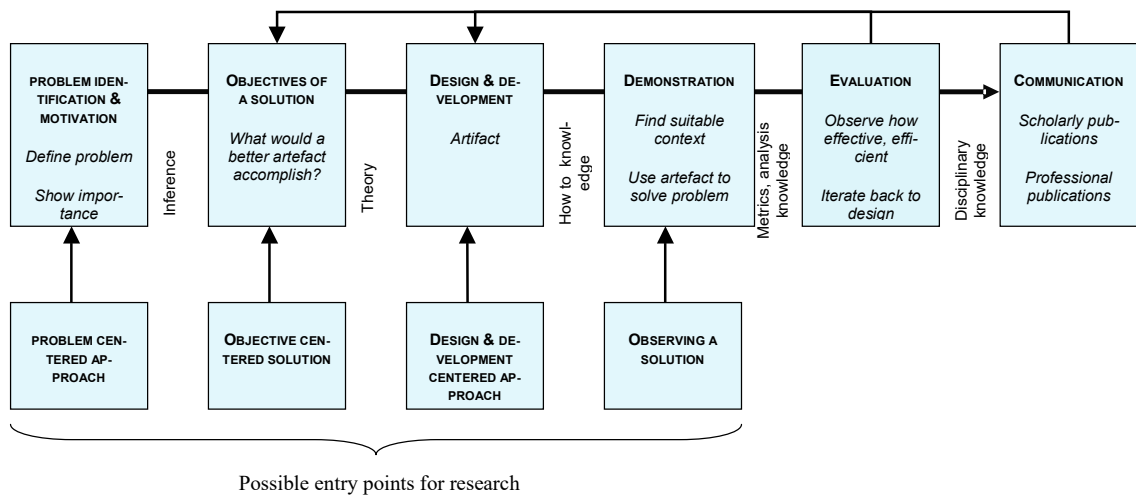 PROBLEM IDEN-
TIFICATION &
MOTIVATION
Define problem
Show impor-
tance
Inference
OBJECTIVES OF
A SOLUTION
What would a
better artefact
accomplish?
Theory
DESIGN & DE-
VELOPMENT
Artifact
How to knowl-
edge
DEMONSTRATION
Find suitable
context
Use artefact to
solve problem
Metrics, analysis
knowledge
EVALUATION
Observe how
effective, effi-
cient
Iterate back to
design
Disciplinary
knowledge
COMMUNICATION
Scholarly pub-
lications
Professional
publications
PROBLEM CEN-
TERED AP-
PROACH
OBJECTIVE CEN-
TERED SOLUTION
DESIGN & DE-
VELOPMENT
CENTERED AP-
PROACH
OBSERVING A
SOLUTION
Possible entry points for research